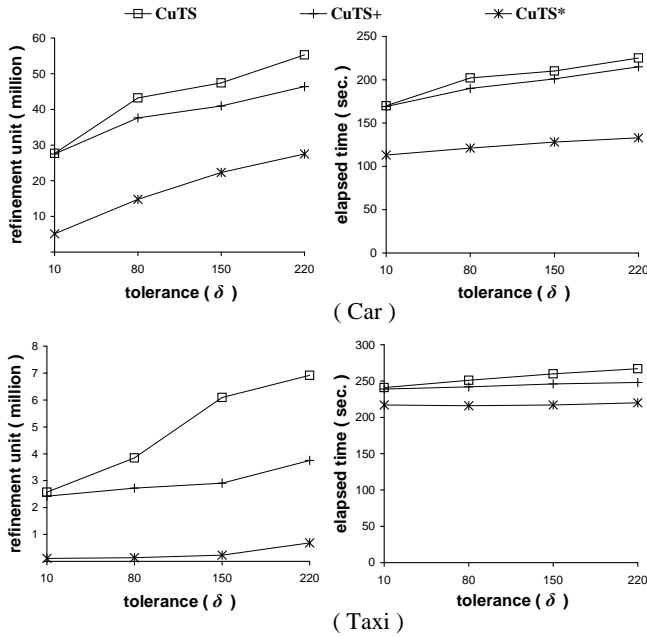 CuTS CuTS+ CuTS*
refinement unit ( million )
60
50
40
30
20
10
10 80 150 220
tolerance ( δ )
elapsed time ( sec. )
250
200
150
100
50
0
10 80 150 220
tolerance ( δ )
( Car )
refinement unit ( million )
8
7
6
5
4
3
2
1
10 80 150 220
tolerance ( δ )
elapsed time ( sec. )
300
250
200
150
100
50
0
10 80 150 220
tolerance ( δ )
( Taxi )